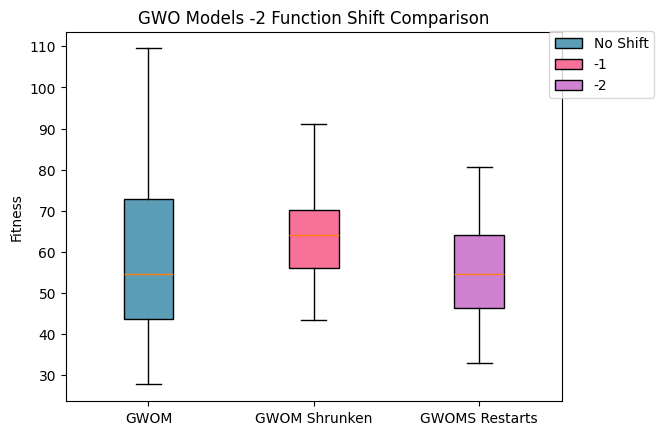 GWO Models -2 Function Shift Comparison
No Shift
-1
-2
Fitness
110
100
90
80
70
60
50
40
30
GWOM
GWOM Shrunken
GWOMS Restarts